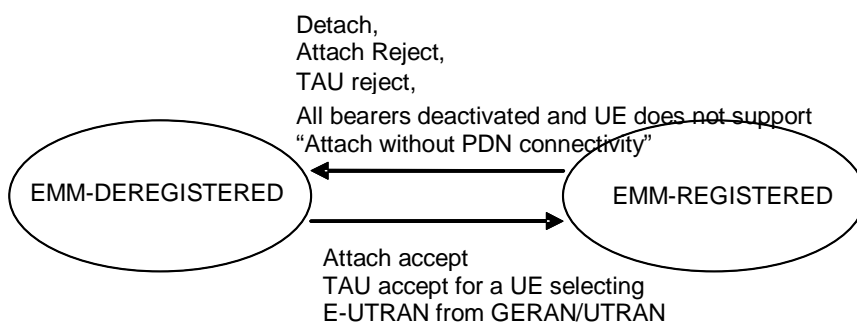 Detach,
Attach Reject,
TAU reject,
All bearers deactivated and UE does not support
“Attach without PDN connectivity”
EMM-DEREGISTERED
EMM-REGISTERED
Attach accept
TAU accept for a UE selecting
E-UTRAN from GERAN/UTRAN